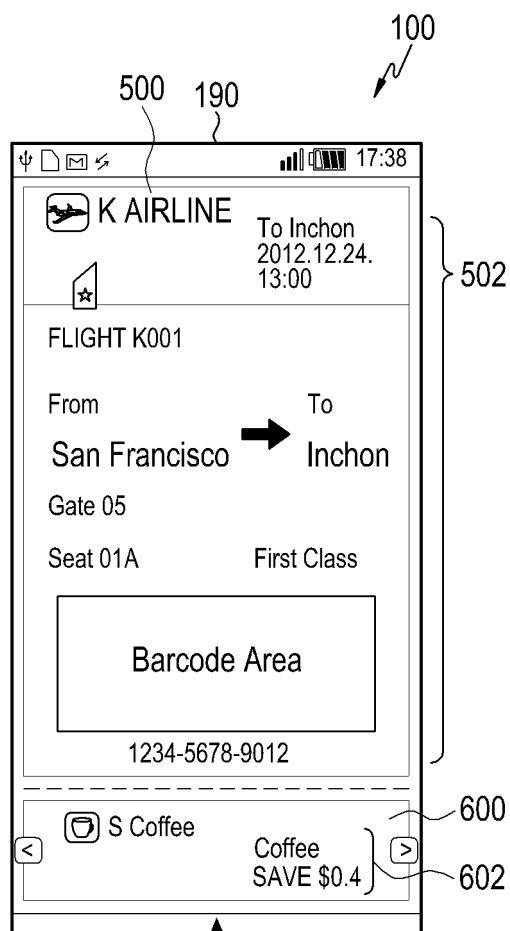 100
500
190
17:38
K AIRLINE
To Inchon
2012.12.24.
13:00
502
FLIGHT K001
From
To
San Francisco
Inchon
Gate 05
Seat 01A
First Class
Barcode Area
1234-5678-9012
S Coffee
600
<
Coffee
>
SAVE $0.4
602